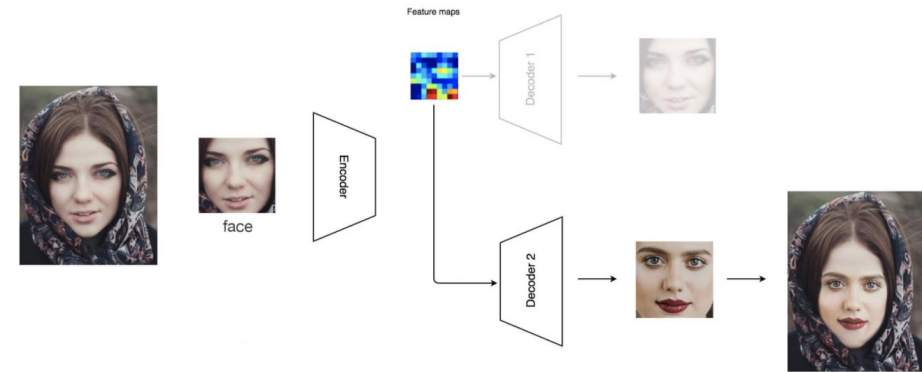 Feature maps
Decoder 1
face
Encoder
Decoder 2